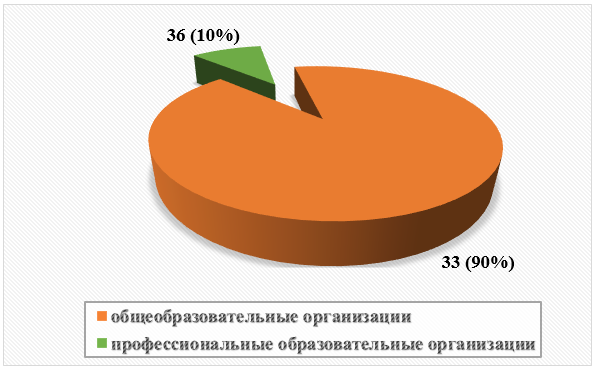 36 (10%)
33 (90%)
общеобразовательные организации
профессиональные образовательные организации